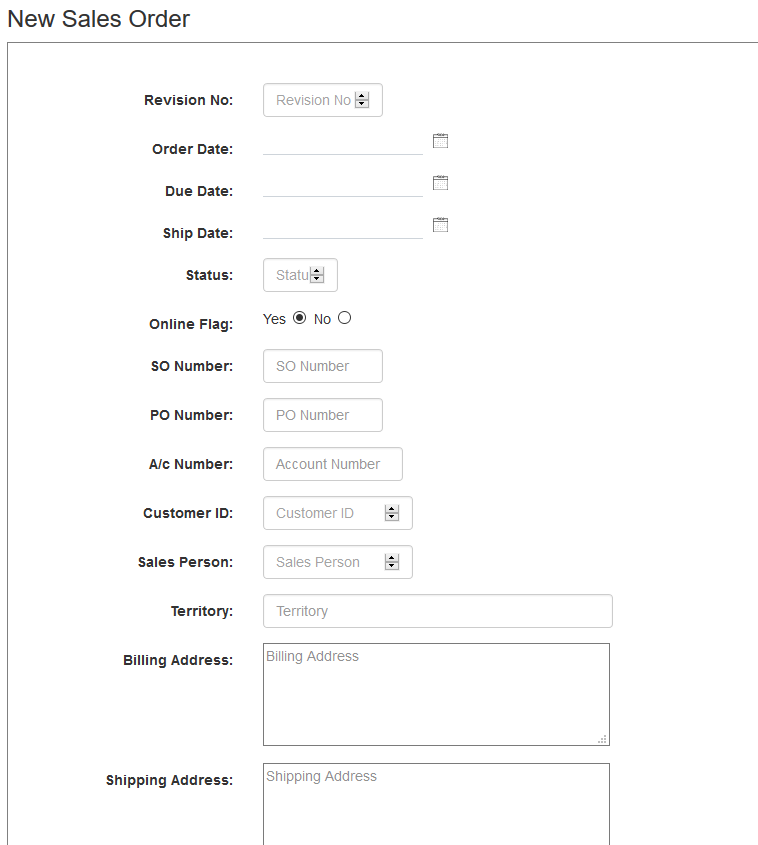 New Sales Order
Revision No: Revision No
Order Date:
Due Date:
Ship Date:
Status: Statu
Online Flag: Yes No
SO Number: SO Number
PO Number: PO Number
A/c Number: Account Number
Customer ID: Customer ID
Sales Person: Sales Person
Territory: Territory
Billing Address: Billing Address
Shipping Address: Shipping Address